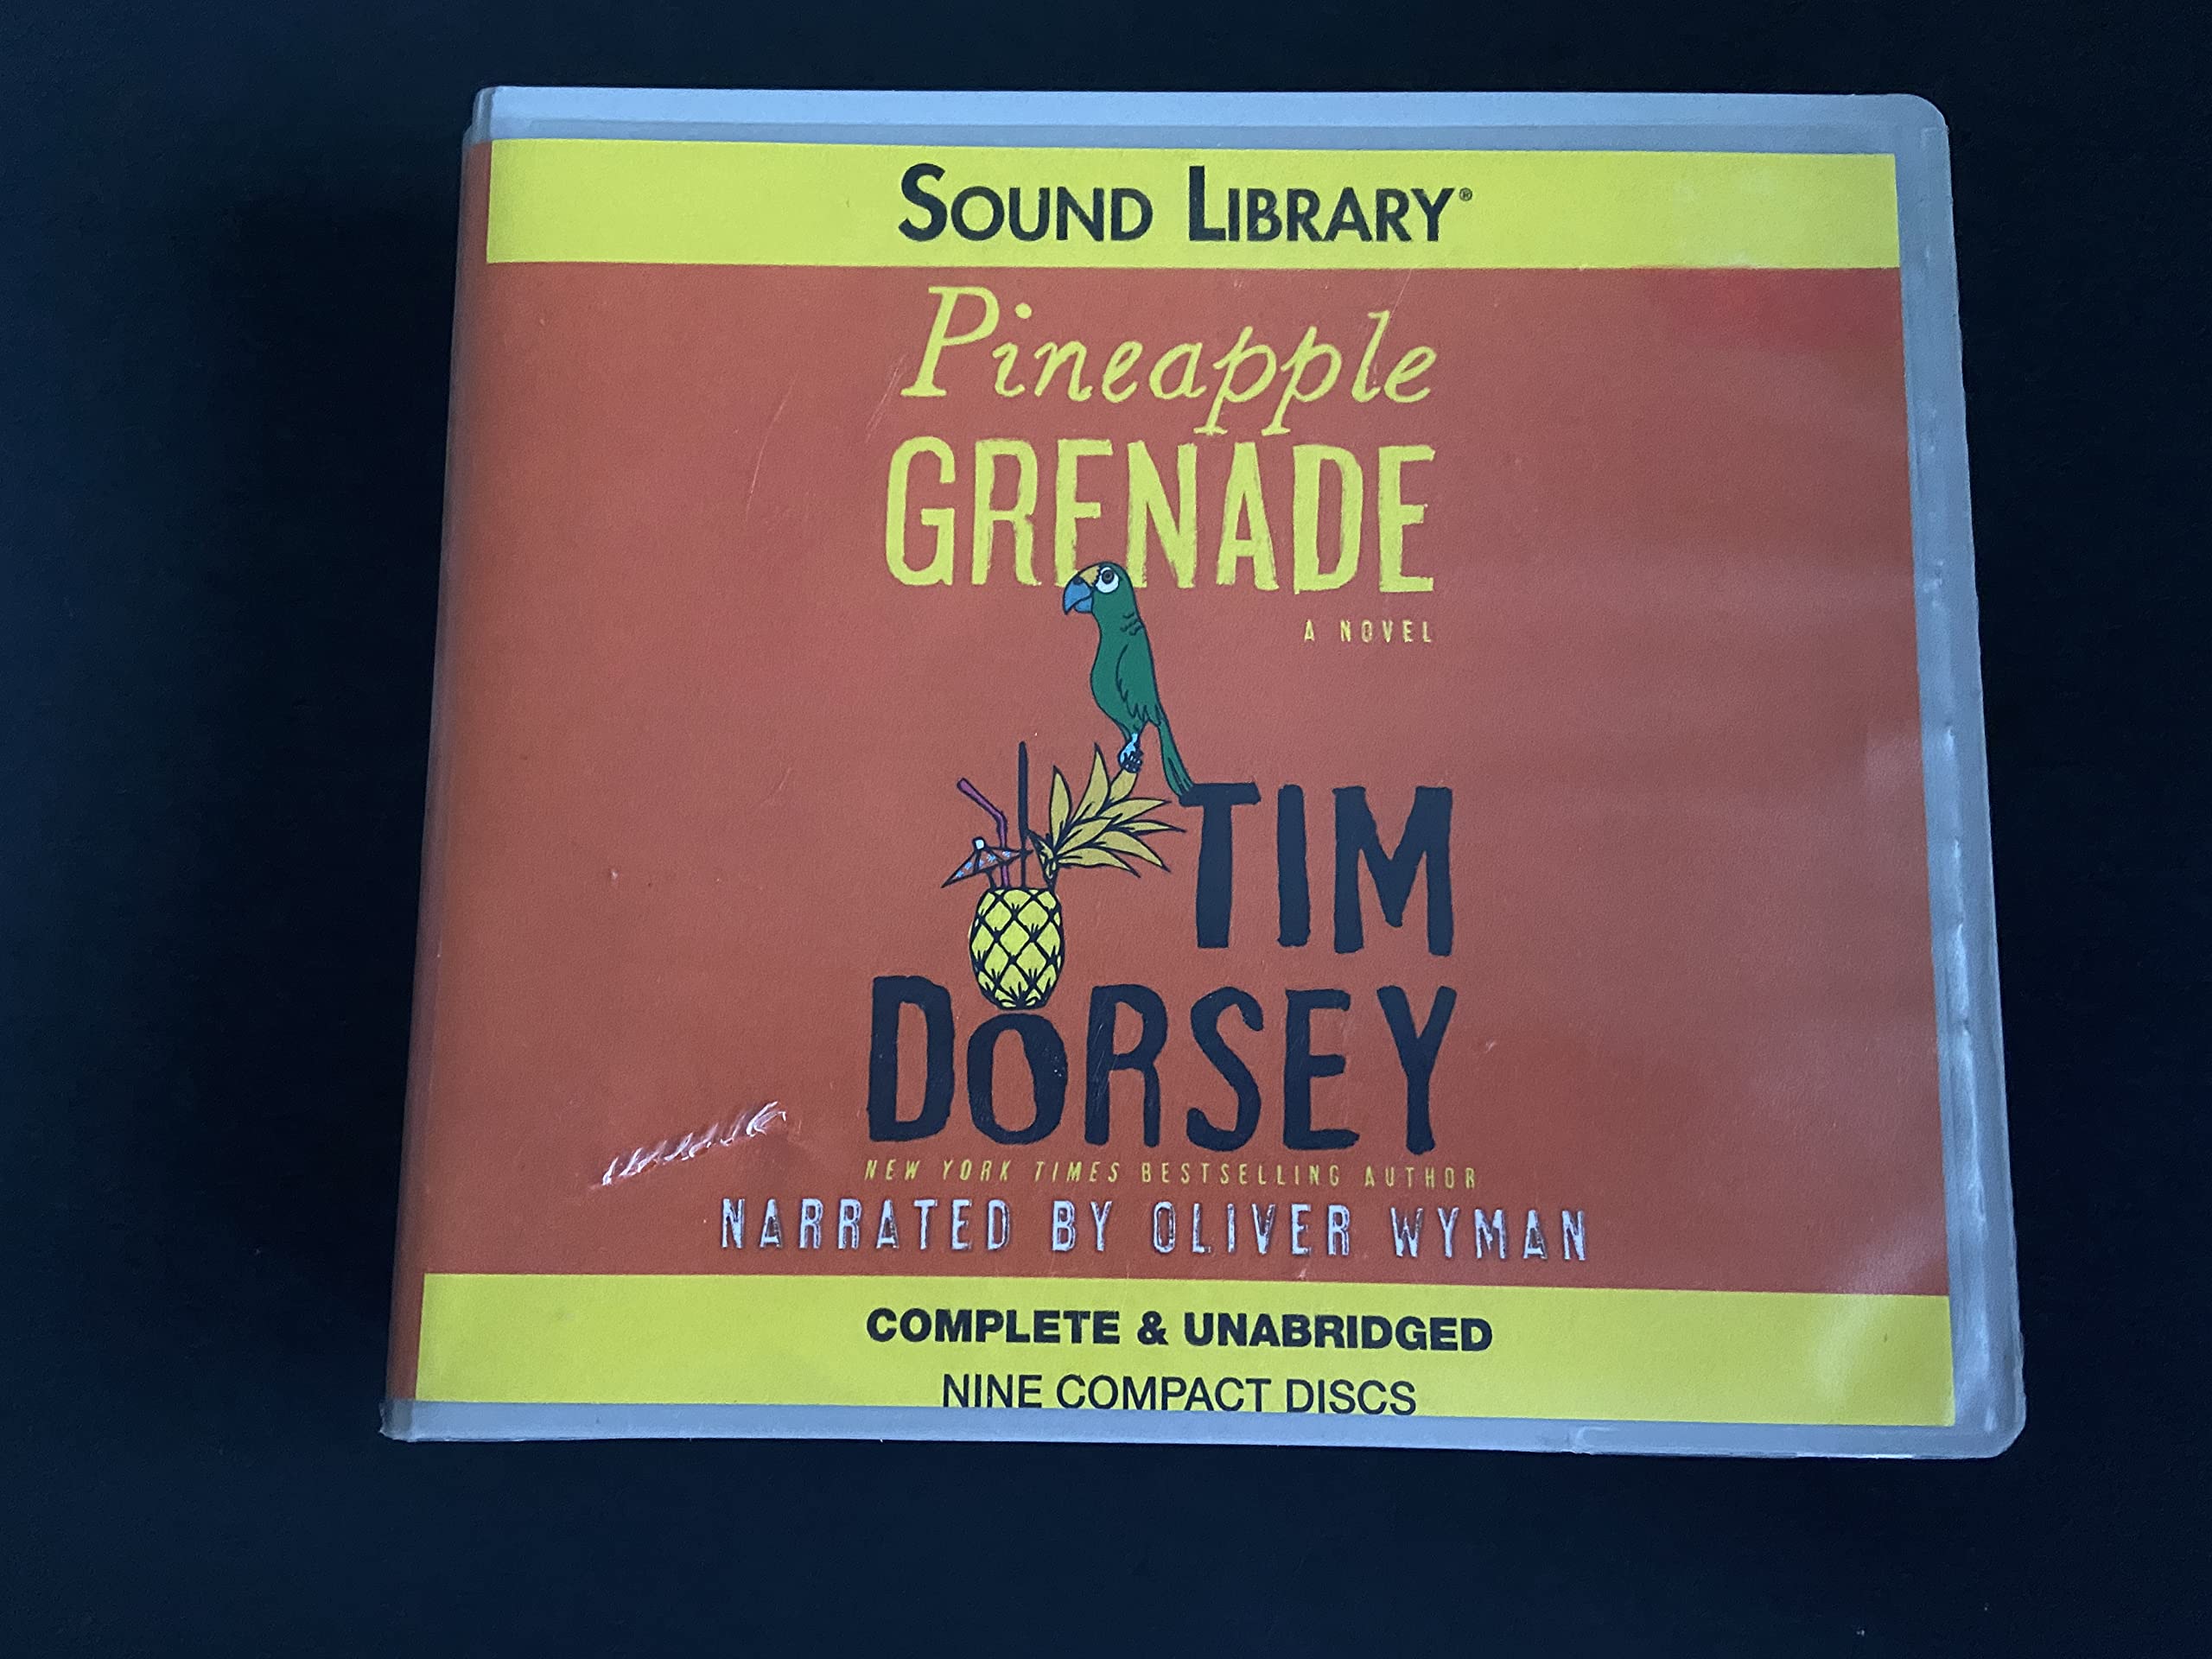 SOUND LIBRARY®
Pineapple
GRENADE
A NOVEL
TIM
DORSEY
NEW YORK TIMES BESTSELLING AUTHOR
NARRATED BY OLIVER WYMAN
COMPLETE & UNABRIDGED
NINE COMPACT DISCS